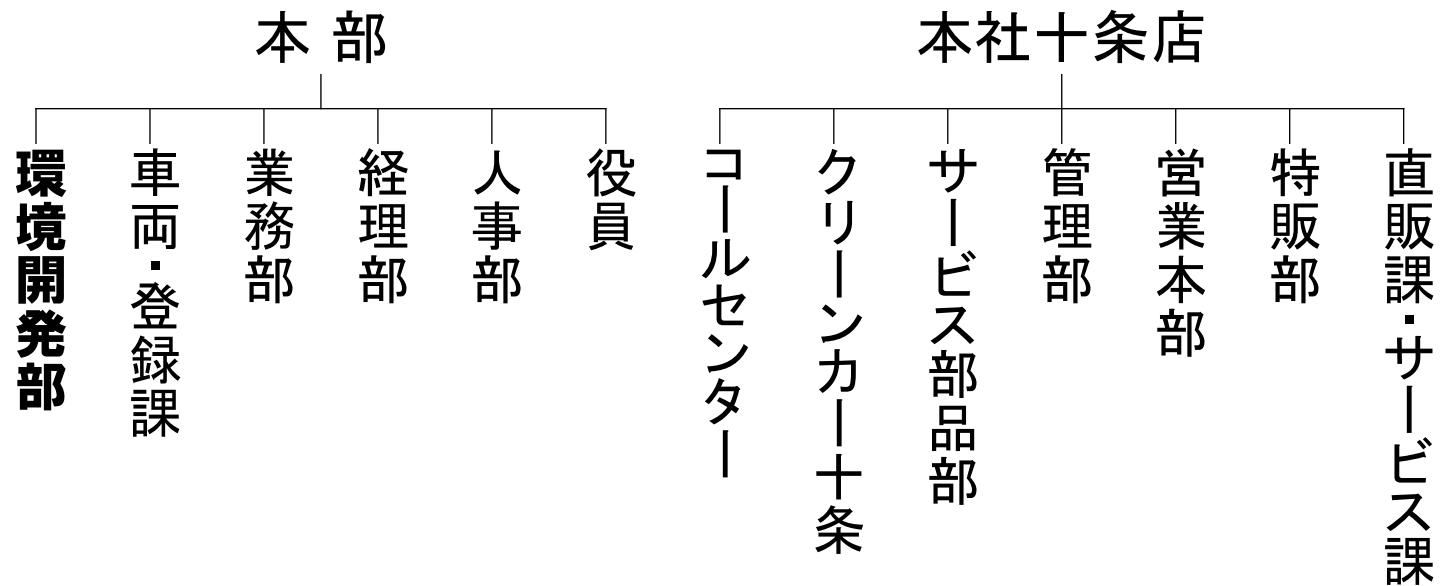 本部
環境開発部
車両・登録課
業務部
経理部
人事部
役員
本社十条店
コールセンター
クリーンカー十条
サービス部品部
管理部
営業本部
特販部
直販課・サービス課